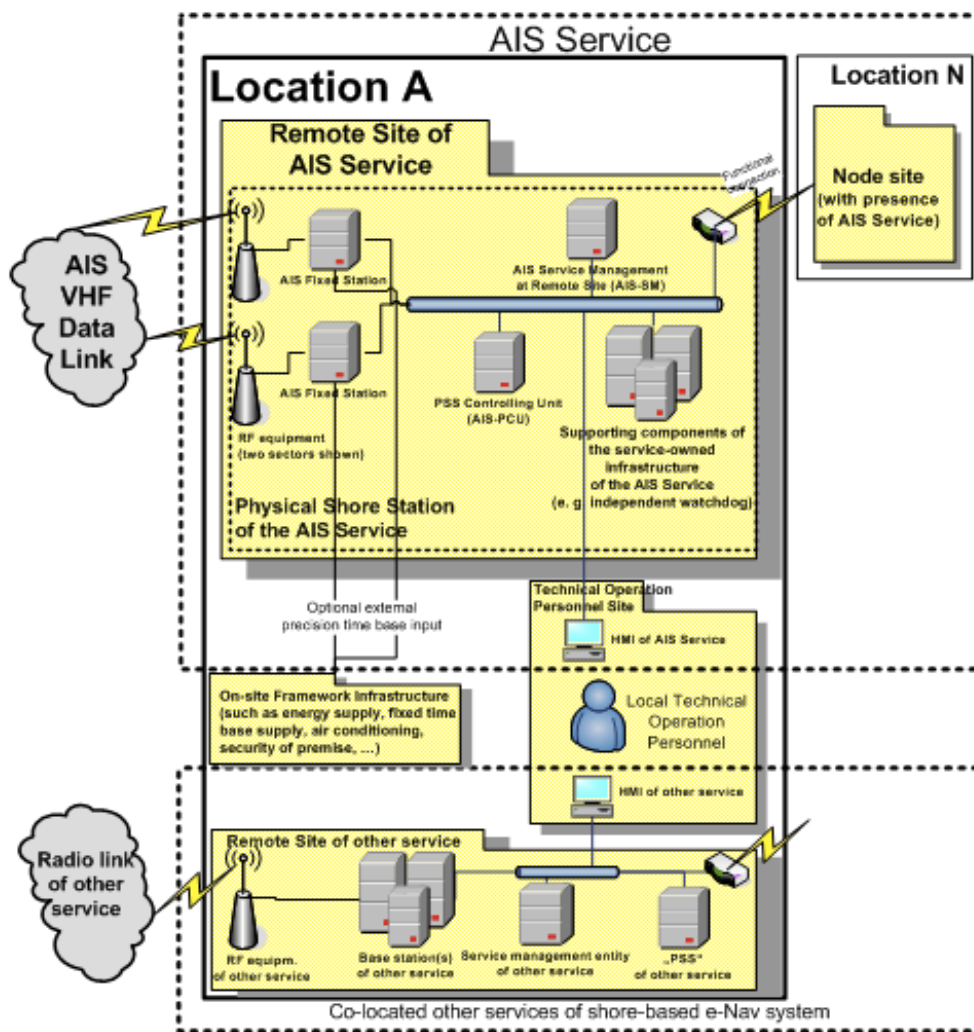 AIS Service
Location A
Location N
Remote Site of
AIS Service
Functional
connection
Node site
(with presence
of AIS Service)
AIS
VHF
Data
Link
AIS Fixed Station
AIS Service Management
at Remote Site (AIS-SM)
AIS Fixed Station
PSS Controlling Unit
(AIS-PCU)
RF equipment
(two sectors shown)
Supporting components of
the service-owned
infrastructure
of the AIS Service
(e. g. independent watchdog)
Physical Shore Station
of the AIS Service
Optional external
precision time base input
Technical Operation
Personnel Site
HMI of AIS Service
On-site Framework Infrastructure
(such as energy supply, fixed time
base supply, air conditioning,
security of premise, ...)
Local Technical
Operation
Personnel
HMI of other service
Remote Site of other service
Radio link
of other
service
RF equipm.
of other service
Base station(s)
of other service
Service management entity
of other service
„PSS“
of other service
Co-located other services of shore-based e-Nav system